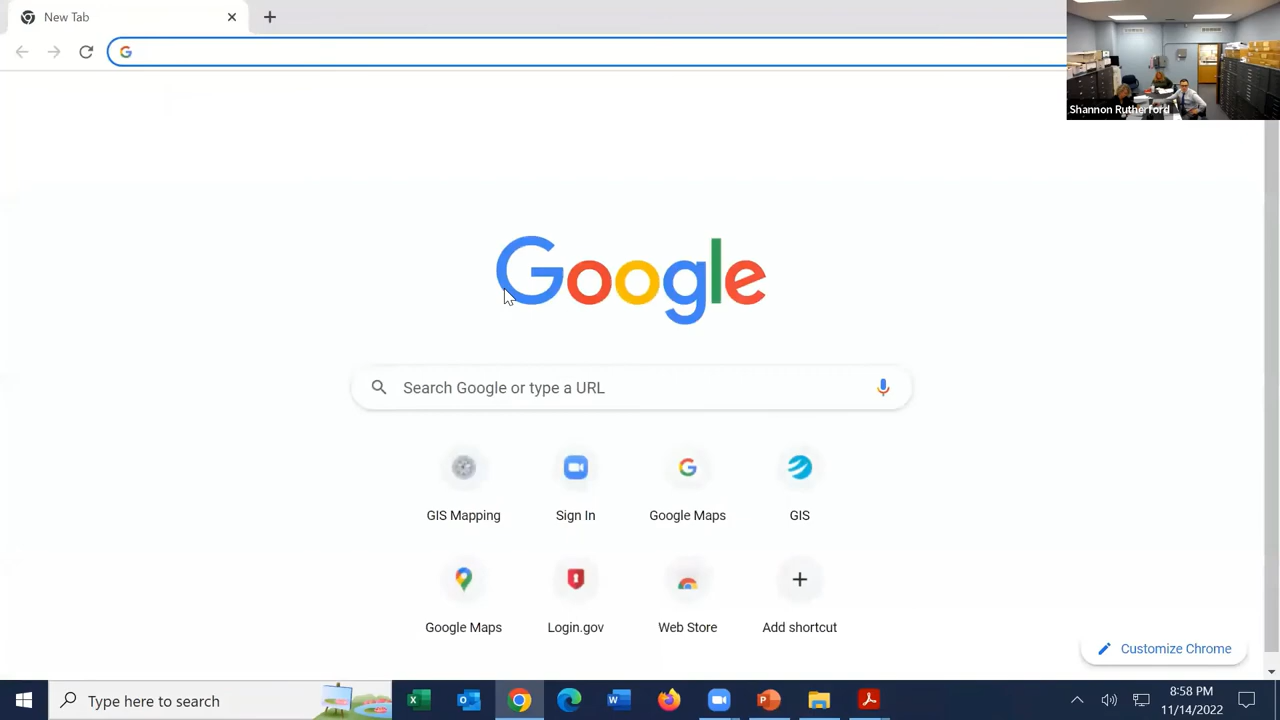 New Tab
Shannon Rutherford
Google
Search Google or type a URL
GIS Mapping
Sign In
Google Maps
GIS
Google Maps
Login.gov
Web Store
Add shortcut
Customize Chrome
Type here to search
8:58 PM
11/14/2022